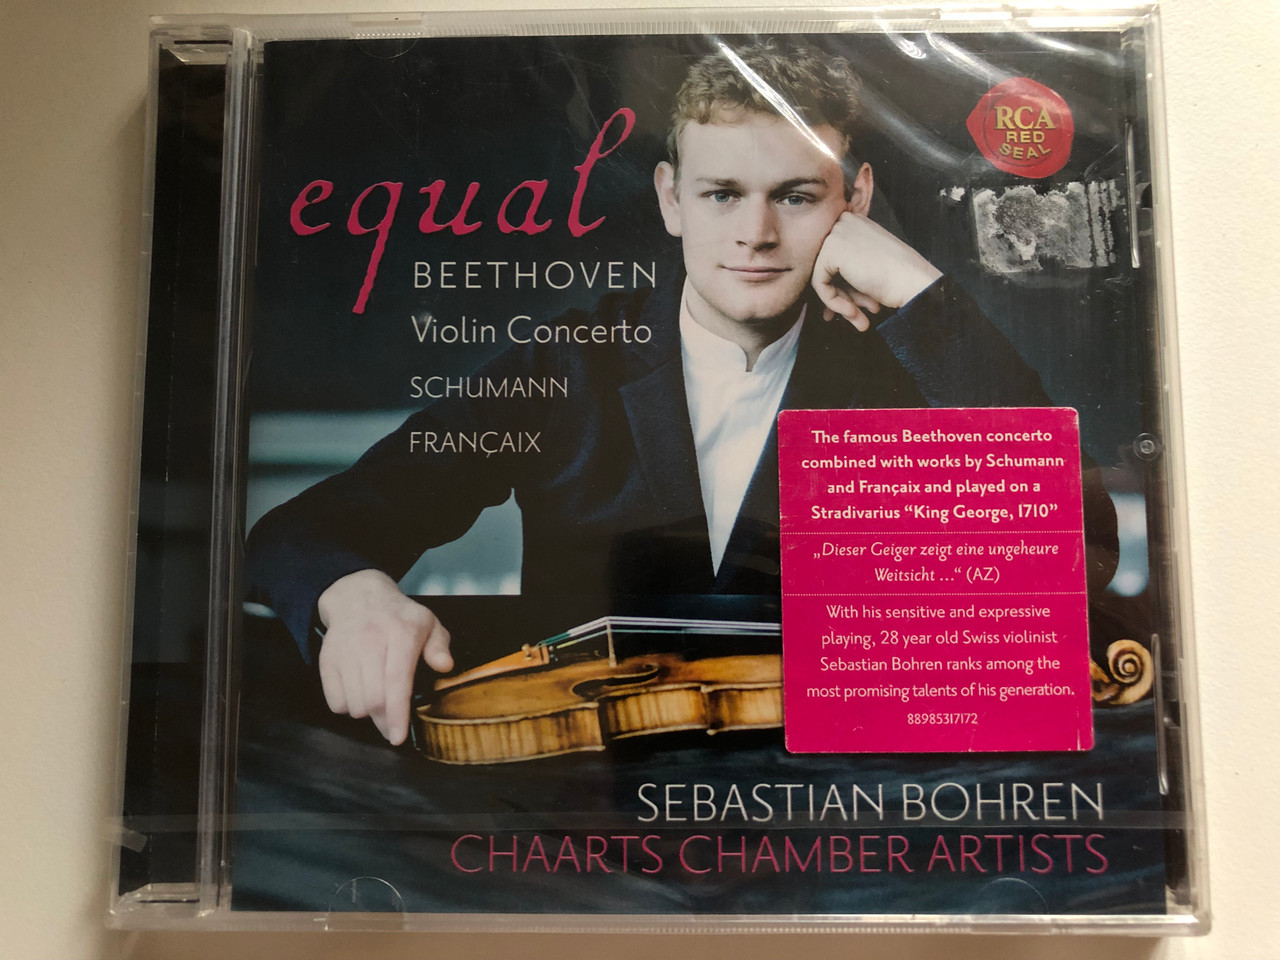 equal
BEETHOVEN
Violin Concerto
SCHUMANN
FRANÇAIX
RCA
RED
SEAL
The famous Beethoven concerto
combined with works by Schumann
and Françaix and played on a
Stradivarius “King George, 1710”
„Dieser Geiger zeigt eine ungeheure
Weitsicht ...“ (AZ)
With his sensitive and expressive
playing, 28 year old Swiss violinist
Sebastian Bohren ranks among the
most promising talents of his generation.
88985317172
SEBASTIAN BOHREN
CHAARTS CHAMBER ARTISTS